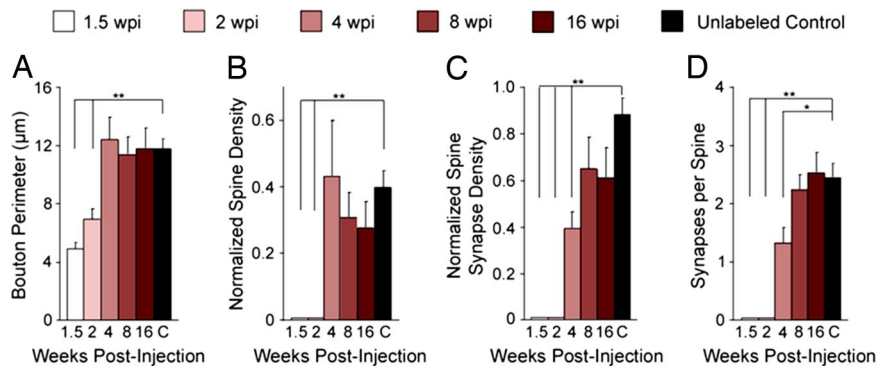 1.5 wpi 2 wpi 4 wpi 8 wpi 16 wpi Unlabeled Control
A
Bouton Perimeter (μm)
16
12
8
4
0
**
1.5 2 4 8 16 C
Weeks Post-Injection
B
Normalized Spine Density
0.6
0.4
0.2
0
**
1.5 2 4 8 16 C
Weeks Post-Injection
C
Normalized Spine
Synapse Density
1.0
0.8
0.6
0.4
0.2
0
**
1.5 2 4 8 16 C
Weeks Post-Injection
D
Synapses per Spine
4
3
2
1
0
**
*
1.5 2 4 8 16 C
Weeks Post-Injection